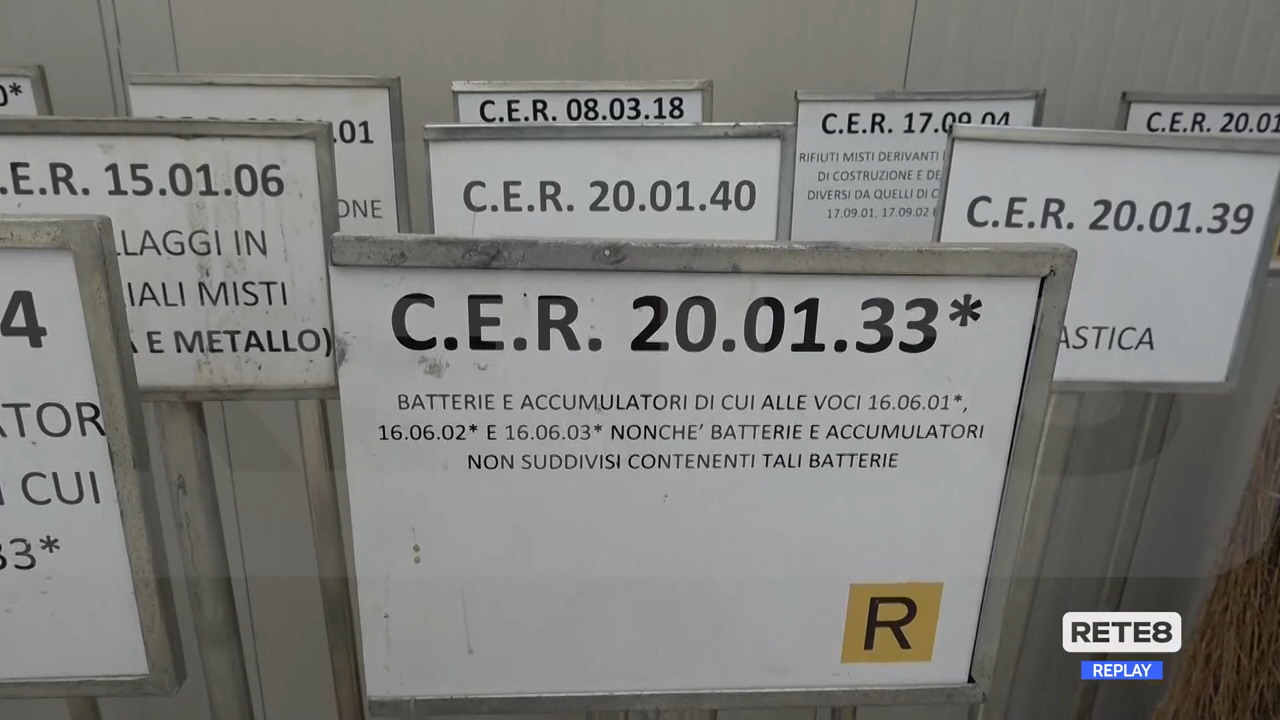 0*
.01
ONE
C.E.R. 08.03.18
C.E.R. 17.09.04
RIFIUTI MISTI DERIVANTI
DI COSTRUZIONE E DE
DIVERSI DA QUELLI DI C
17.09.01, 17.09.02
C.E.R. 20.01
.E.R. 15.01.06
LLAGGI IN
IALI MISTI
A E METALLO)
C.E.R. 20.01.40
C.E.R. 20.01.39
ASTICA
4
ATOR
I CUI
33*
C.E.R. 20.01.33*
BATTERIE E ACCUMULATORI DI CUI ALLE VOCI 16.06.01*,
16.06.02* E 16.06.03* NONCHE’ BATTERIE E ACCUMULATORI
NON SUDDIVISI CONTENENTI TALI BATTERIE
R
RETE8
REPLAY